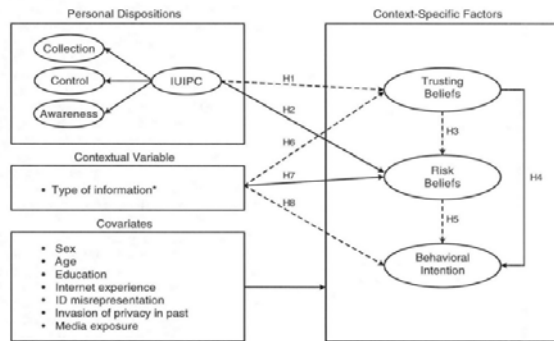 Personal Dispositions
Context-Specific Factors
Collection
Control
IUIPC
Awareness
H1
H2
Trusting
Beliefs
H3
H6
Contextual Variable
• Type of information*
H7
H8
Risk
Beliefs
H4
H5
Covariates
• Sex
• Age
• Education
• Internet experience
• ID misrepresentation
• Invasion of privacy in past
• Media exposure
Behavioral
Intention